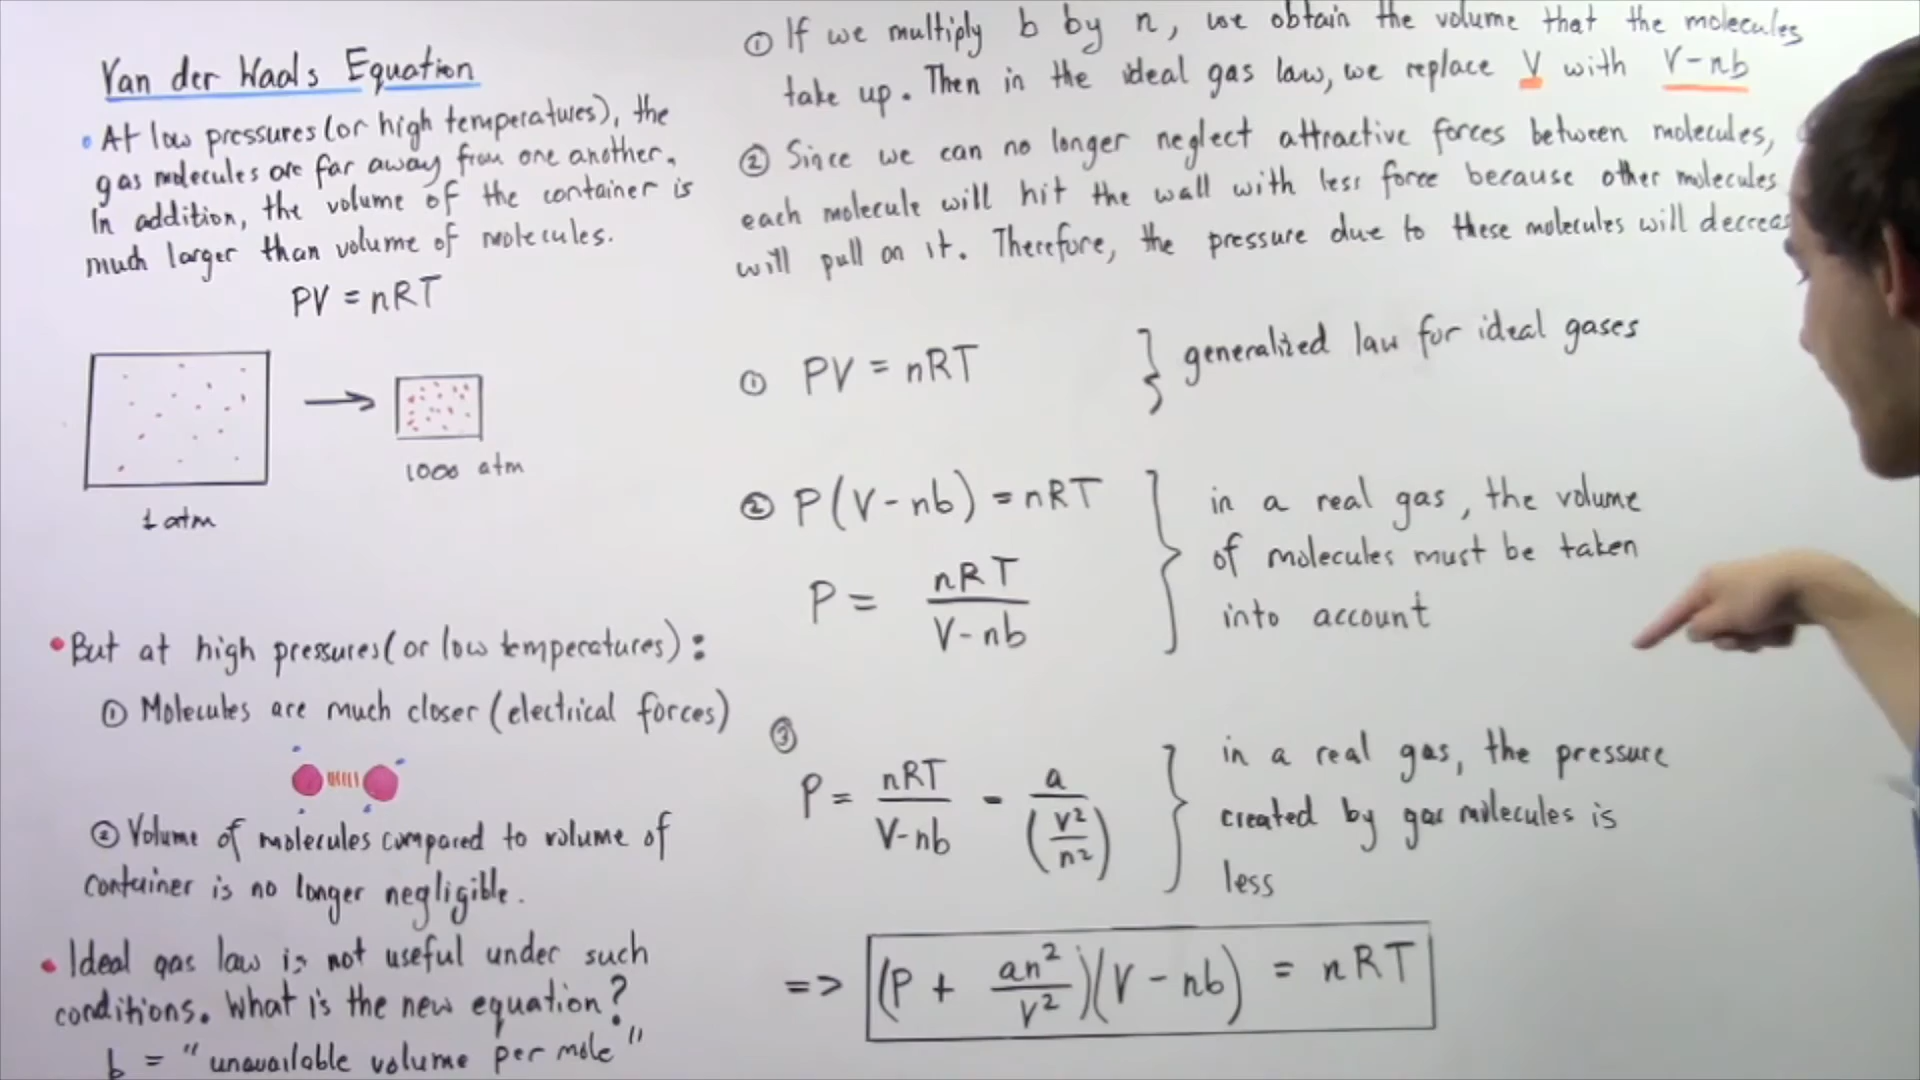 Van der Waals Equation
• At low pressures (or high temperatures), the
gas molecules are far away from one another.
In addition, the volume of the container is
much larger than volume of molecules.
PV = nRT
1 atm
1000 atm
• But at high pressures (or low temperatures) :
① Molecules are much closer (electrical forces)
② Volume of molecules compared to volume of
container is no longer negligible.
• Ideal gas law is not useful under such
conditions. What is the new equation?
b = "unavailable volume per mole"
① If we multiply b by n, we obtain the volume that the molecules
take up. Then in the ideal gas law, we replace V with V-nb
② Since we can no longer neglect attractive forces between molecules,
each molecule will hit the wall with less force because other molecules
will pull on it. Therefore, the pressure due to these molecules will decreas
① PV = nRT } generalized law for ideal gases
② P(V-nb) = nRT
P = nRT/(V-nb)
in a real gas, the volume
of molecules must be taken
into account
③
P = nRT/(V-nb) - a/(V²/n²)
in a real gas, the pressure
created by gas molecules is
less
=> (P + an²/V²)(V - nb) = nRT